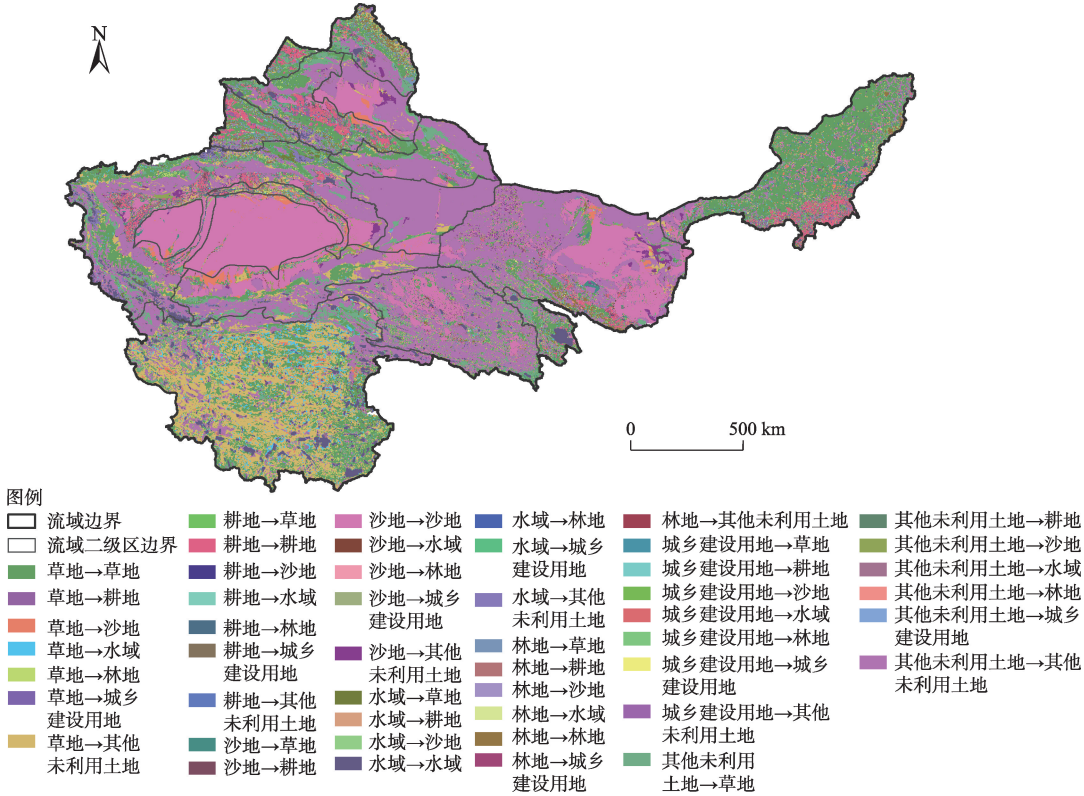 N
0 500 km
图例
流域边界
流域二级区边界
草地→草地
草地→耕地
草地→沙地
草地→水域
草地→林地
草地→城乡
建设用地
草地→其他
未利用土地
耕地→草地
耕地→耕地
耕地→沙地
耕地→水域
耕地→林地
耕地→城乡
建设用地
耕地→其他
未利用土地
沙地→草地
沙地→耕地
沙地→沙地
沙地→水域
沙地→林地
沙地→城乡
建设用地
沙地→其他
未利用土地
水域→草地
水域→耕地
水域→沙地
水域→水域
水域→林地
水域→城乡
建设用地
水域→其他
未利用土地
林地→草地
林地→耕地
林地→沙地
林地→水域
林地→林地
林地→城乡
建设用地
林地→其他未利用土地
城乡建设用地→草地
城乡建设用地→耕地
城乡建设用地→沙地
城乡建设用地→水域
城乡建设用地→林地
城乡建设用地→城乡
建设用地
城乡建设用地→其他
未利用土地
其他未利用
土地→草地
其他未利用土地→耕地
其他未利用土地→沙地
其他未利用土地→水域
其他未利用土地→林地
其他未利用土地→城乡
建设用地
其他未利用土地→其他
未利用土地